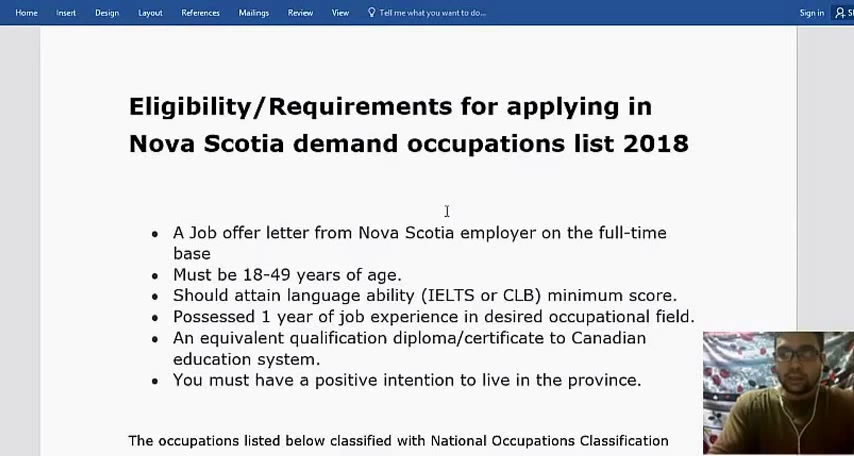 Home Insert Design Layout References Mailings Review View Tell me what you want to do... Sign in
Eligibility/Requirements for applying in
Nova Scotia demand occupations list 2018
• A Job offer letter from Nova Scotia employer on the full-time
base
• Must be 18-49 years of age.
• Should attain language ability (IELTS or CLB) minimum score.
• Possessed 1 year of job experience in desired occupational field.
• An equivalent qualification diploma/certificate to Canadian
education system.
• You must have a positive intention to live in the province.
The occupations listed below classified with National Occupations Classification